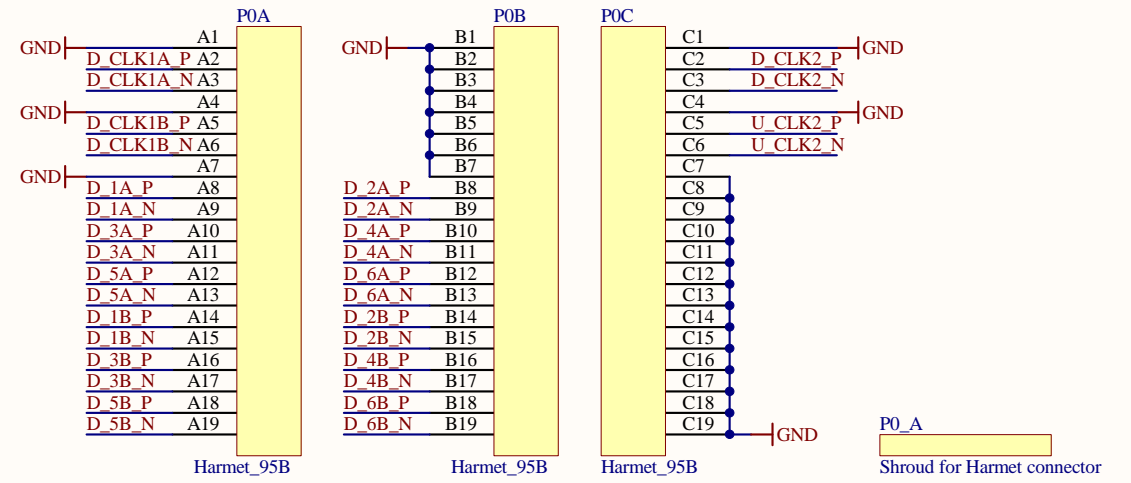 P0A P0B P0C
A1 B1 C1
GND GND GND
D_CLK1A_P A2 B2 C2 D_CLK2_P
D_CLK1A_N A3 B3 C3 D_CLK2_N
A4 B4 C4
GND GND
D_CLK1B_P A5 B5 C5 U_CLK2_P
D_CLK1B_N A6 B6 C6 U_CLK2_N
A7 B7 C7
GND
D_1A_P A8 D_2A_P B8 C8
D_1A_N A9 D_2A_N B9 C9
D_3A_P A10 D_4A_P B10 C10
D_3A_N A11 D_4A_N B11 C11
D_5A_P A12 D_6A_P B12 C12
D_5A_N A13 D_6A_N B13 C13
D_1B_P A14 D_2B_P B14 C14
D_1B_N A15 D_2B_N B15 C15
D_3B_P A16 D_4B_P B16 C16
D_3B_N A17 D_4B_N B17 C17
D_5B_P A18 D_6B_P B18 C18
D_5B_N A19 D_6B_N B19 C19 P0_A
GND
Harmet_95B Harmet_95B Harmet_95B Shroud for Harmet connector